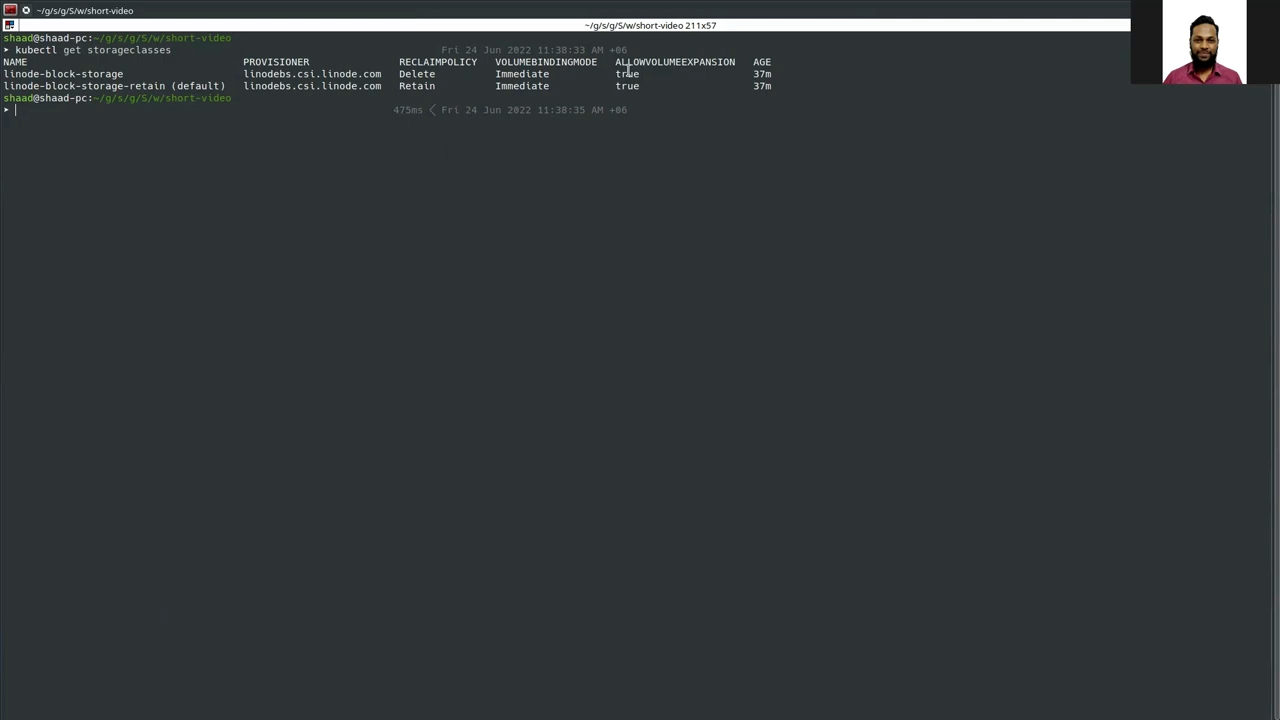 ~/g/s/g/S/w/short-video
~/g/s/g/S/w/short-video 211x57
shaad@shaad-pc:~/g/s/g/S/w/short-video
➤ kubectl get storageclasses Fri 24 Jun 2022 11:38:33 AM +06
NAME PROVISIONER RECLAIMPOLICY VOLUMEBINDINGMODE ALLOWVOLUMEEXPANSION AGE
linode-block-storage linodebs.csi.linode.com Delete Immediate true 37m
linode-block-storage-retain (default) linodebs.csi.linode.com Retain Immediate true 37m
shaad@shaad-pc:~/g/s/g/S/w/short-video
➤ 475ms < Fri 24 Jun 2022 11:38:35 AM +06